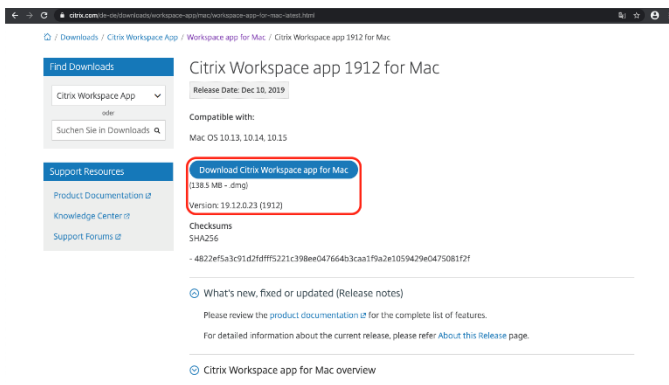 citrix.com/de-de/downloads/workspace-app/mac/workspace-app-for-mac-latest.html
/ Downloads / Citrix Workspace App / Workspace app for Mac / Citrix Workspace app 1912 for Mac
Find Downloads
Citrix Workspace App
oder
Suchen Sie in Downloads
Support Resources
Product Documentation
Knowledge Center
Support Forums
Citrix Workspace app 1912 for Mac
Release Date: Dec 10, 2019
Compatible with:
Mac OS 10.13, 10.14, 10.15
Download Citrix Workspace app for Mac
(138.5 MB - .dmg)
Version: 19.12.0.23 (1912)
Checksums
SHA256
- 4822ef5a3c91d2fdfff5221c398ee047664b3caa1f9a2e1059429e0475081f2f
What's new, fixed or updated (Release notes)
Please review the product documentation for the complete list of features.
For detailed information about the current release, please refer About this Release page.
Citrix Workspace app for Mac overview